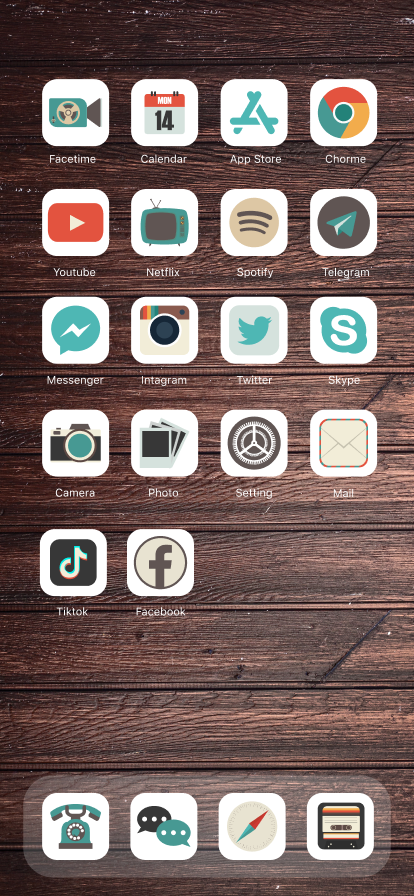 MON
14
Facetime Calendar App Store Chorme
Youtube Netflix Spotify Telegram
S
Messenger Intagram Twitter Skype
Camera Photo Setting Mail
f
Tiktok Facebook